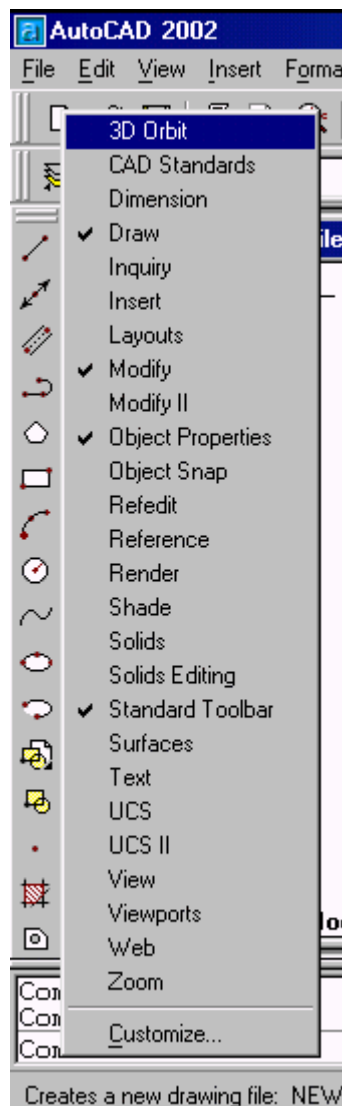 AutoCAD 2002
File Edit View Insert Forma
3D Orbit
CAD Standards
Dimension
Draw
Inquiry
Insert
Layouts
Modify
Modify II
Object Properties
Object Snap
Refedit
Reference
Render
Shade
Solids
Solids Editing
Standard Toolbar
Surfaces
Text
UCS
UCS II
View
Viewports
Web
Zoom
Customize...
Creates a new drawing file: NEW